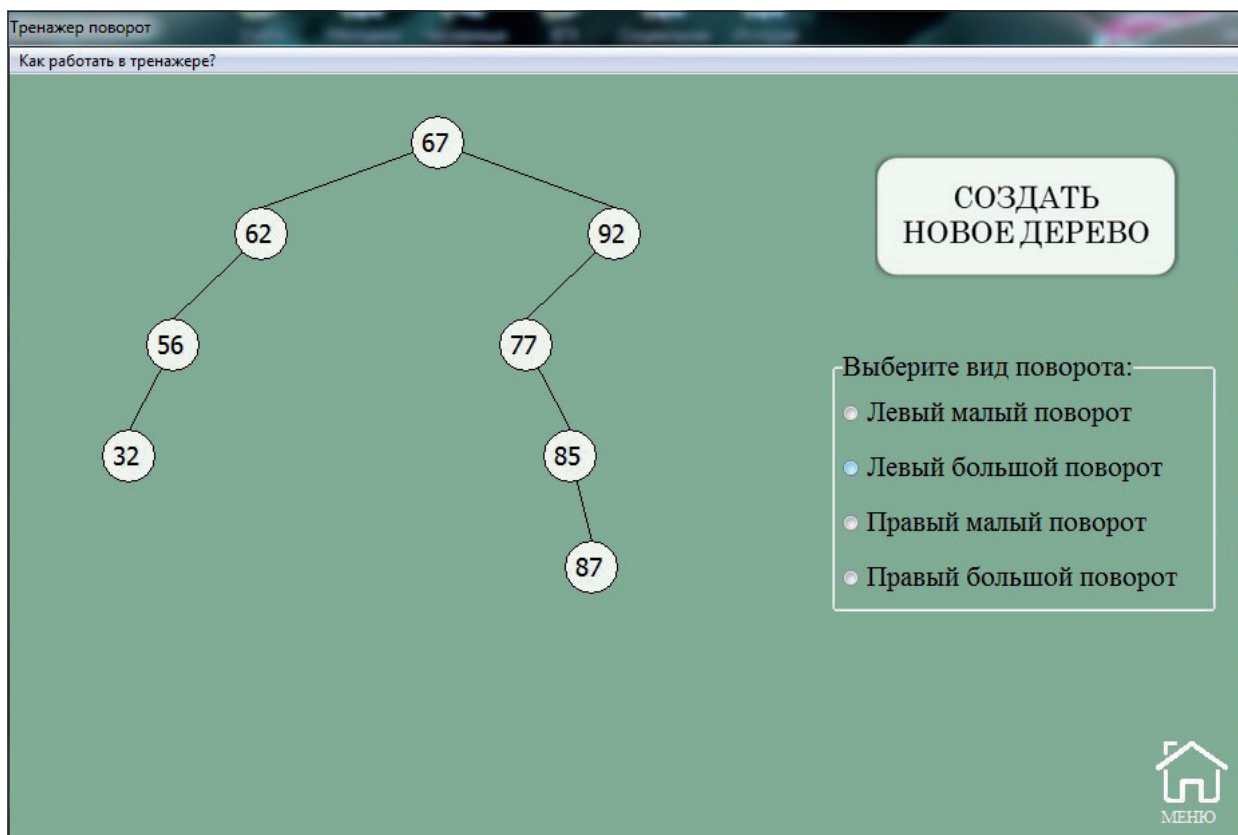 Тренажер поворот
Как работать в тренажере?
67
62
92
56
77
32
85
87
СОЗДАТЬ
НОВОЕ ДЕРЕВО
Выберите вид поворота:
Левый малый поворот
Левый большой поворот
Правый малый поворот
Правый большой поворот
МЕНЮ